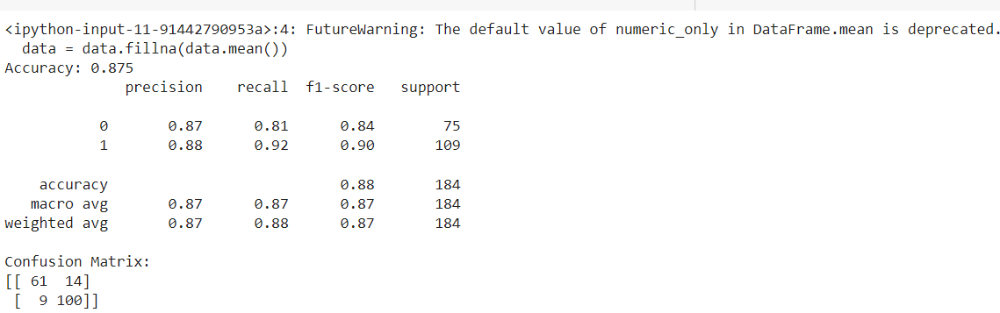 <ipython-input-11-91442790953a>:4: FutureWarning: The default value of numeric_only in DataFrame.mean is deprecated.
  data = data.fillna(data.mean())
Accuracy: 0.875
              precision    recall  f1-score   support

           0       0.87      0.81      0.84        75
           1       0.88      0.92      0.90       109

    accuracy                           0.88       184
   macro avg       0.87      0.87      0.87       184
weighted avg       0.87      0.88      0.87       184

Confusion Matrix:
[[ 61  14]
 [  9 100]]